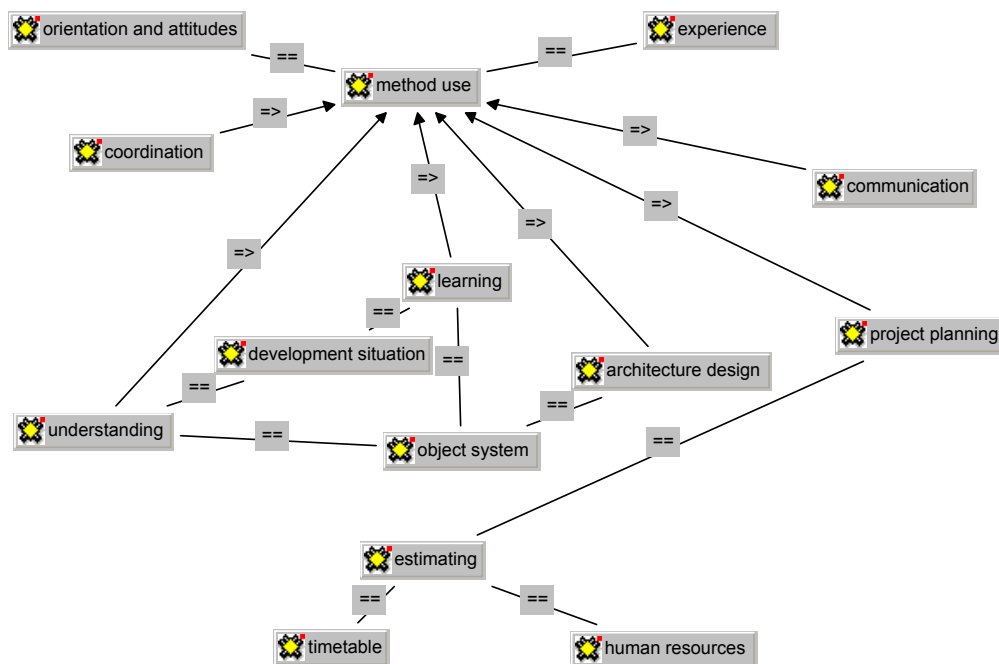 orientation and attitudes
experience
==
==
method use
=>
=>
coordination
=>
communication
=>
=>
=>
learning
==
project planning
development situation
==
architecture design
==
==
understanding
==
object system
==
estimating
==
==
timetable
human resources